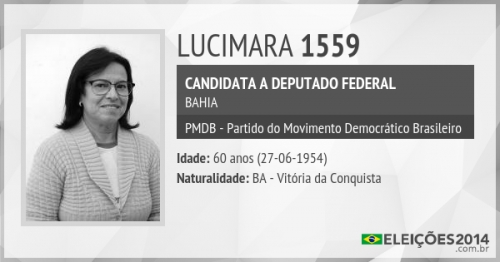 LUCIMARA 1559
CANDIDATA A DEPUTADO FEDERAL
BAHIA
PMDB - Partido do Movimento Democrático Brasileiro
Idade: 60 anos (27-06-1954)
Naturalidade: BA - Vitória da Conquista
ELEIÇÕES2014
.com.br